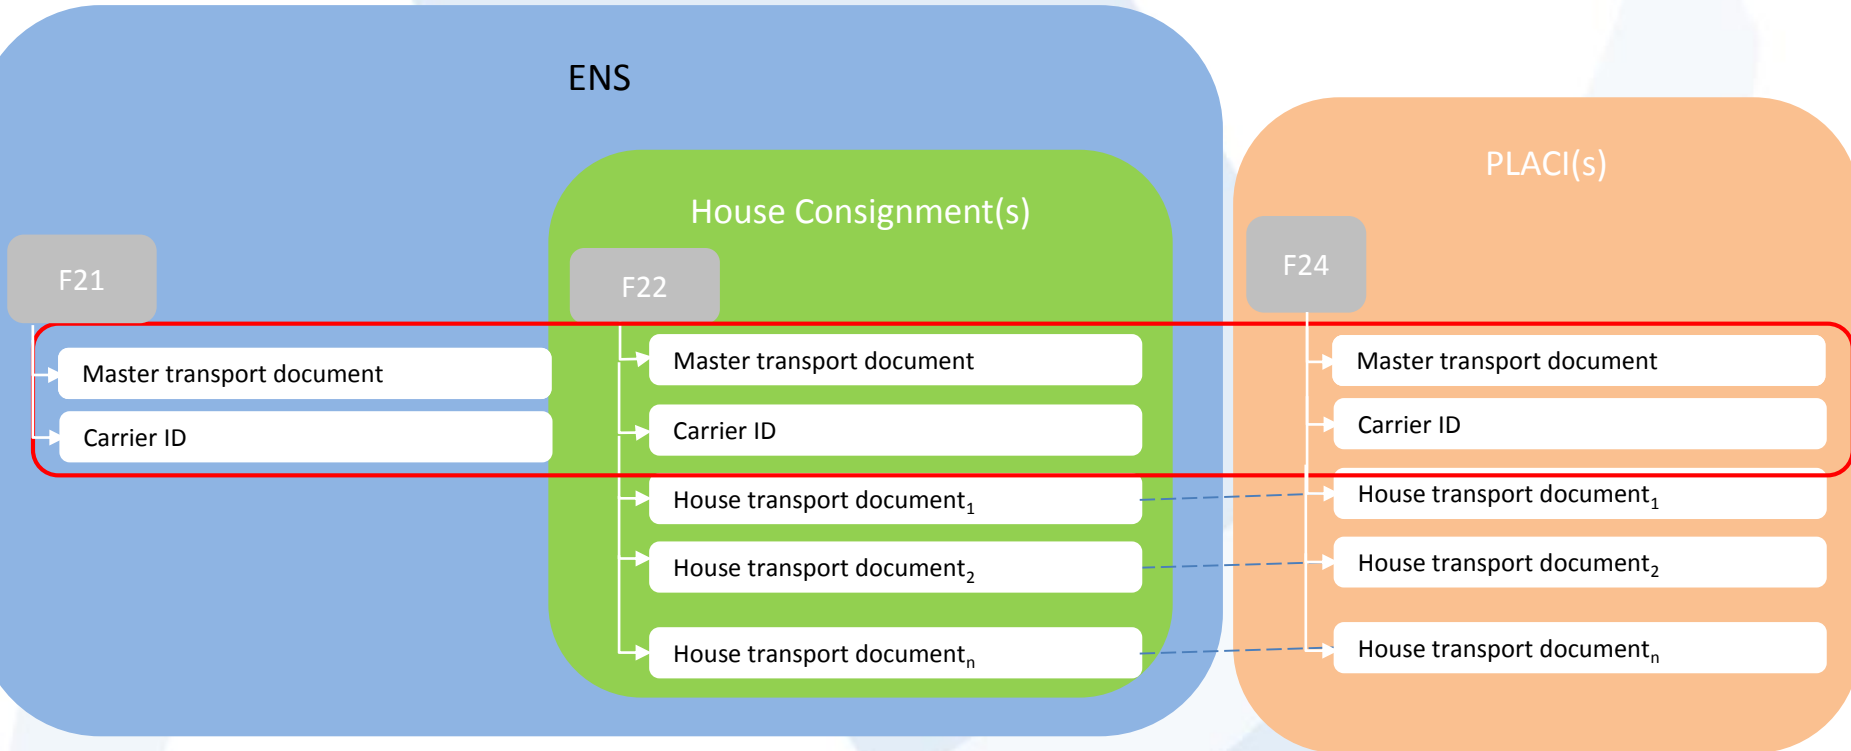 ENS
F21
Master transport document
Carrier ID
House Consignment(s)
F22
Master transport document
Carrier ID
House transport document1
House transport document2
House transport documentn
PLACI(s)
F24
Master transport document
Carrier ID
House transport document1
House transport document2
House transport documentn